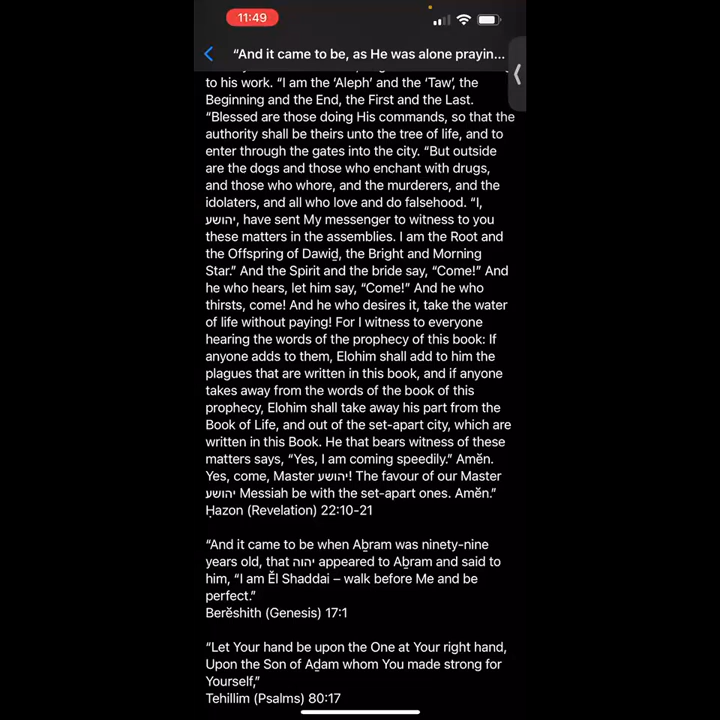 11:49
“And it came to be, as He was alone prayin...
to his work. “I am the ‘Aleph’ and the ‘Taw’, the
Beginning and the End, the First and the Last.
“Blessed are those doing His commands, so that the
authority shall be theirs unto the tree of life, and to
enter through the gates into the city. “But outside
are the dogs and those who enchant with drugs,
and those who whore, and the murderers, and the
idolaters, and all who love and do falsehood. “I,
יהושע, have sent My messenger to witness to you
these matters in the assemblies. I am the Root and
the Offspring of Dawiḏ, the Bright and Morning
Star.” And the Spirit and the bride say, “Come!” And
he who hears, let him say, “Come!” And he who
thirsts, come! And he who desires it, take the water
of life without paying! For I witness to everyone
hearing the words of the prophecy of this book: If
anyone adds to them, Elohim shall add to him the
plagues that are written in this book, and if anyone
takes away from the words of the book of this
prophecy, Elohim shall take away his part from the
Book of Life, and out of the set-apart city, which are
written in this Book. He that bears witness of these
matters says, “Yes, I am coming speedily.” Amĕn.
Yes, come, Master יהושע! The favour of our Master
יהושע Messiah be with the set-apart ones. Amĕn.”
Ḥazon (Revelation) 22:10-21
“And it came to be when Aḇram was ninety-nine
years old, that יהוה appeared to Aḇram and said to
him, “I am Ĕl Shaddai – walk before Me and be
perfect.”
Berĕshith (Genesis) 17:1
“Let Your hand be upon the One at Your right hand,
Upon the Son of Aḏam whom You made strong for
Yourself,”
Tehillim (Psalms) 80:17